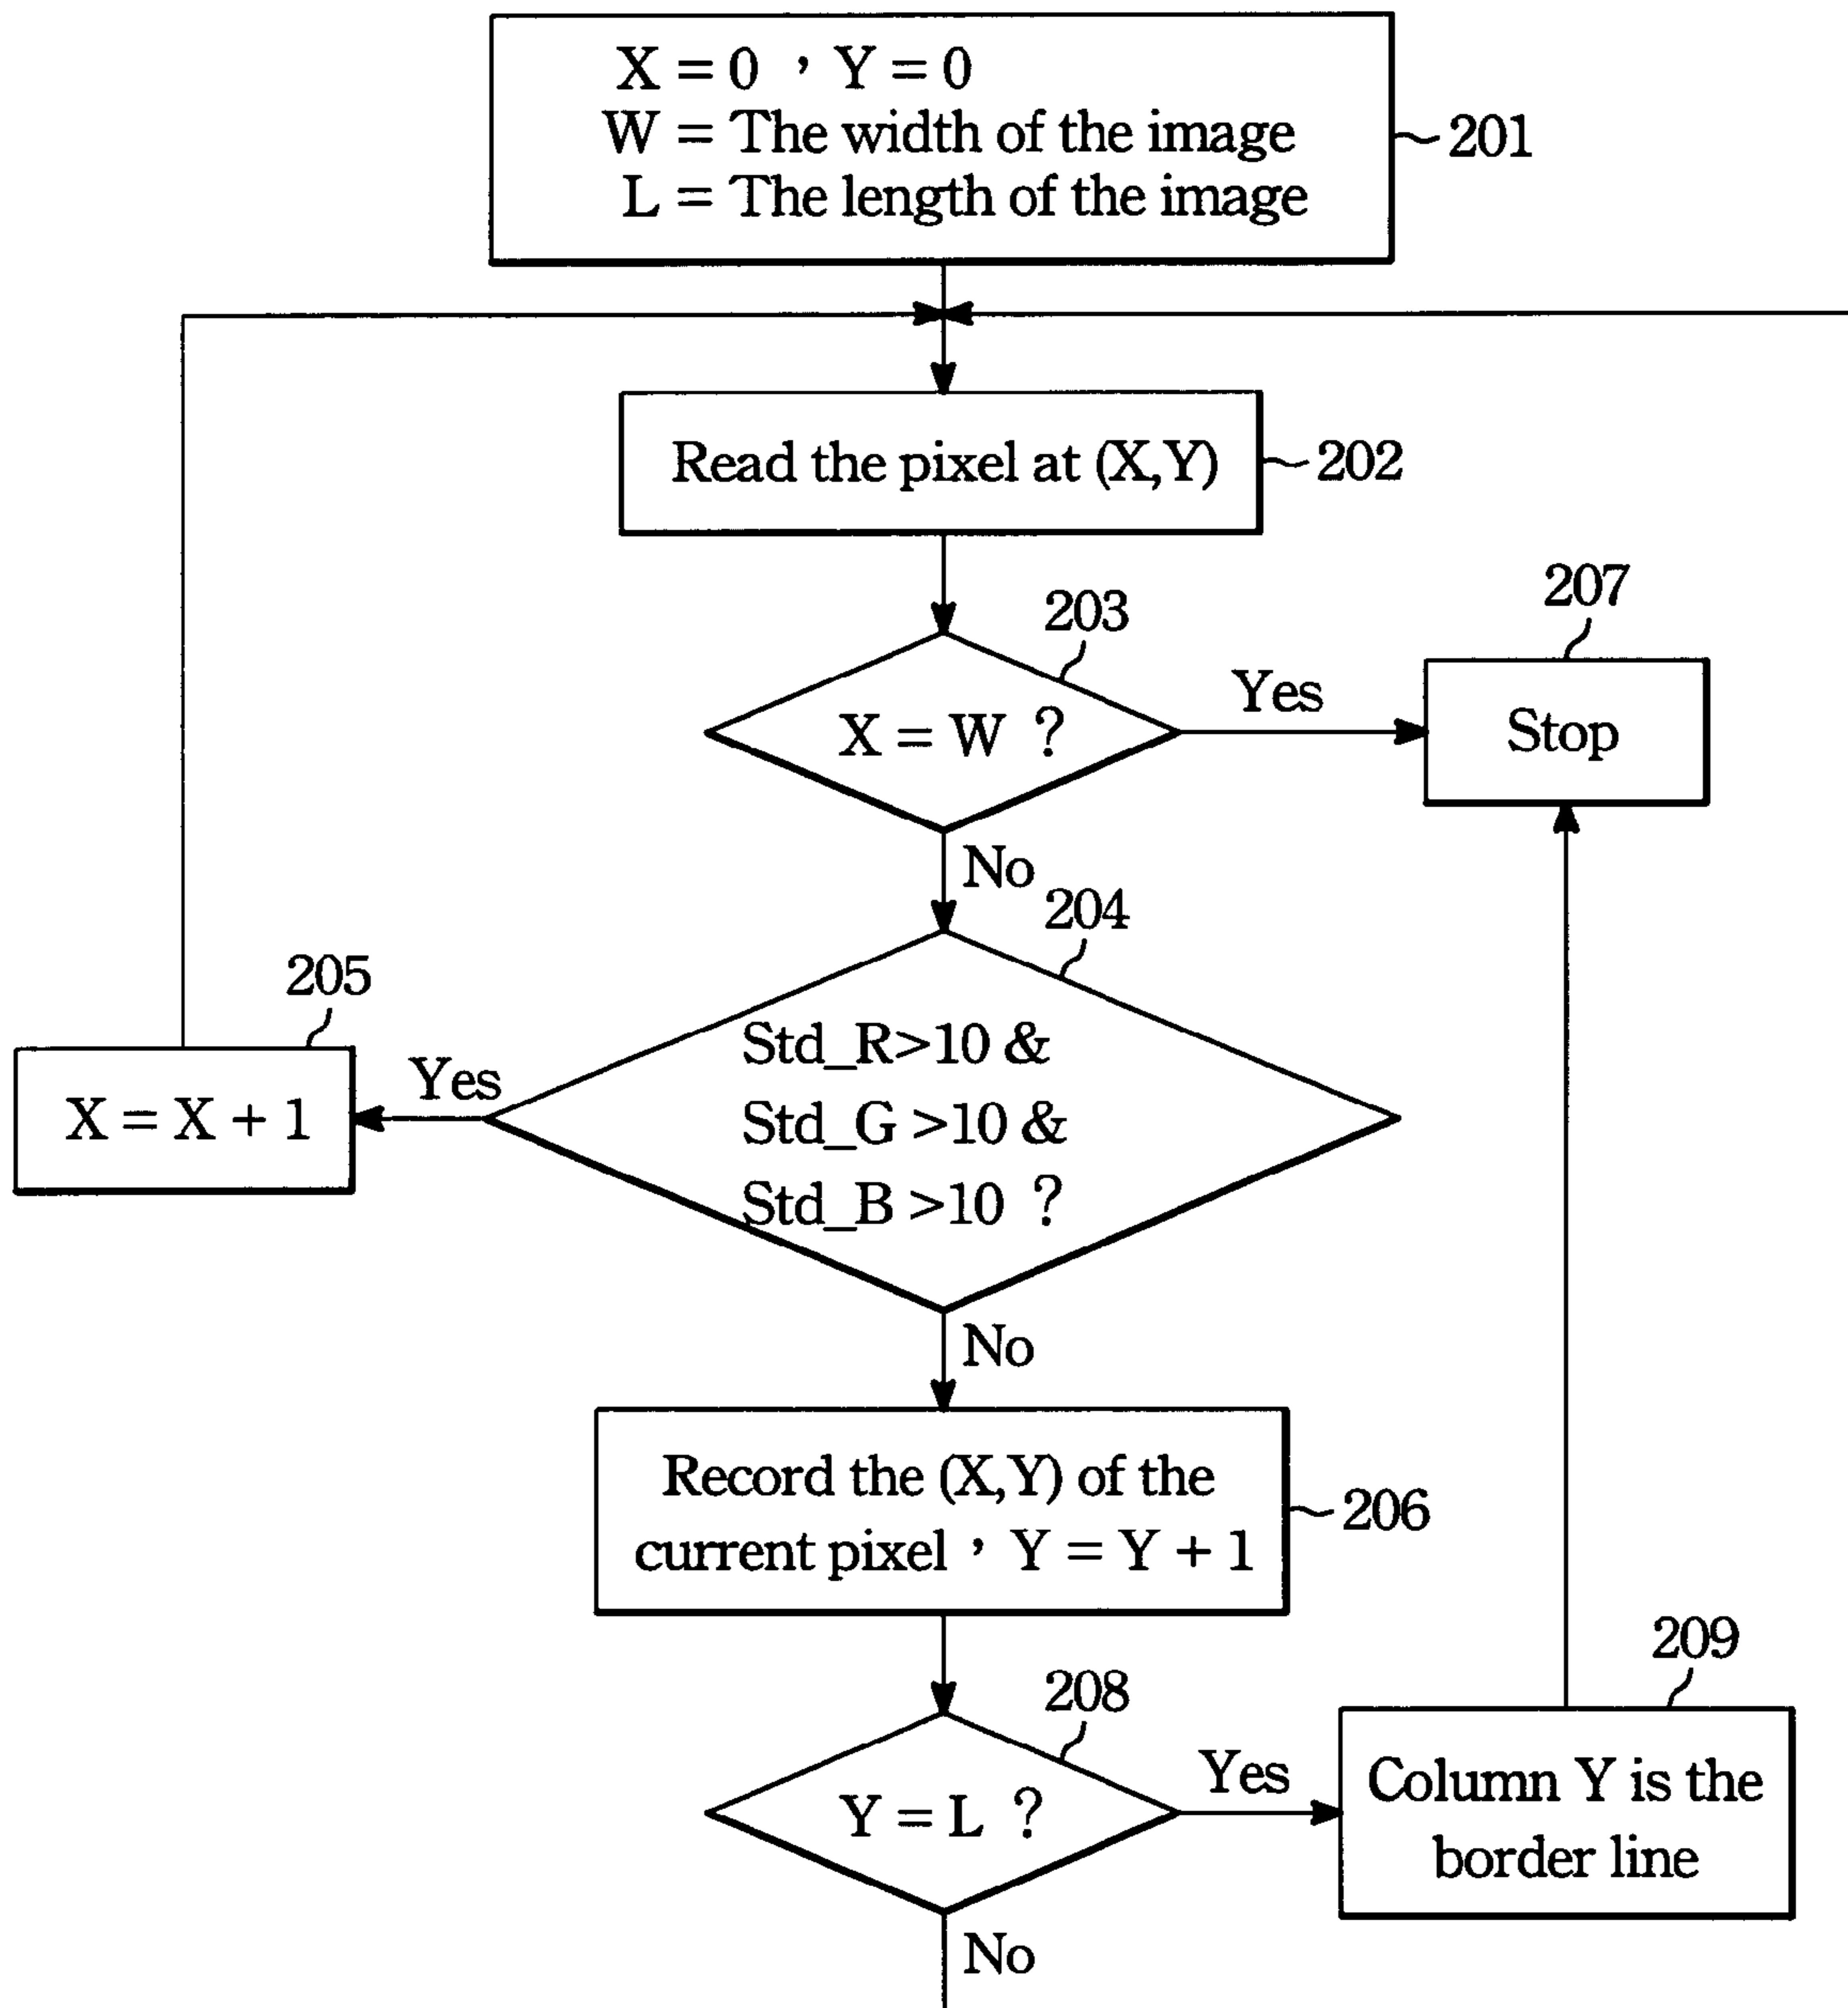 X = 0 , Y = 0
W = The width of the image
L = The length of the image
201
Read the pixel at (X,Y)
202
203
X = W ?
Yes
207
Stop
No
204
Std_R>10 &
Std_G >10 &
Std_B >10 ?
Yes
205
X = X + 1
No
Record the (X,Y) of the
current pixel , Y = Y + 1
206
208
Y = L ?
Yes
209
Column Y is the
border line
No